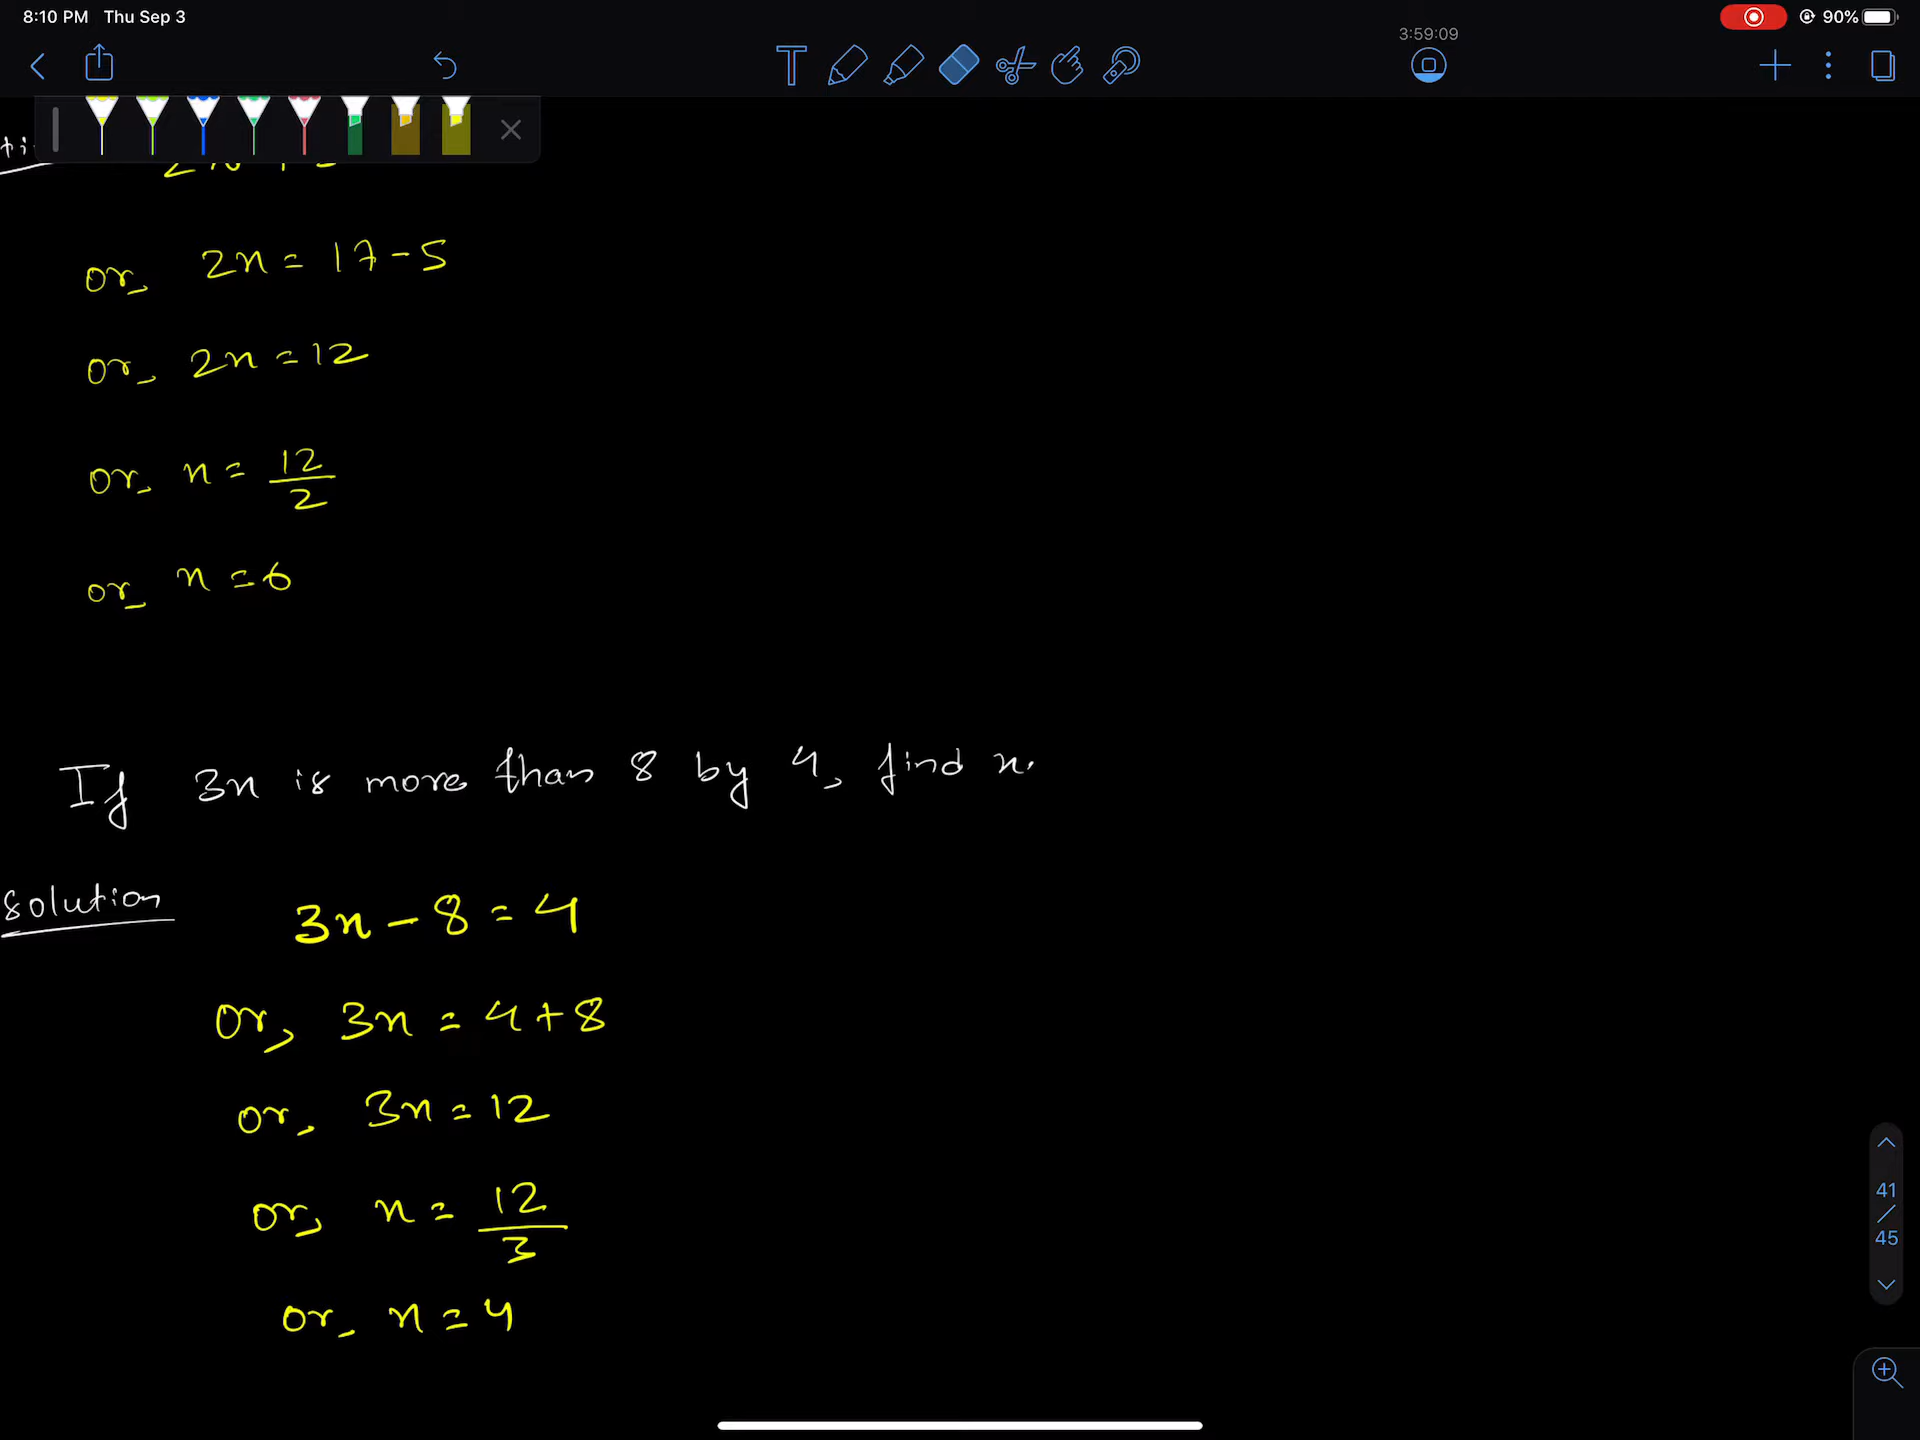 8:10 PM Thu Sep 3
90%
3:59:09
T
or, 2x = 17 - 5
or, 2x = 12
or, x = 12/2
or, x = 6
If 3x is more than 8 by 4, find x.
solution 3x - 8 = 4
or, 3x = 4 + 8
or, 3x = 12
or, x = 12/3
or, x = 4
41
/
45